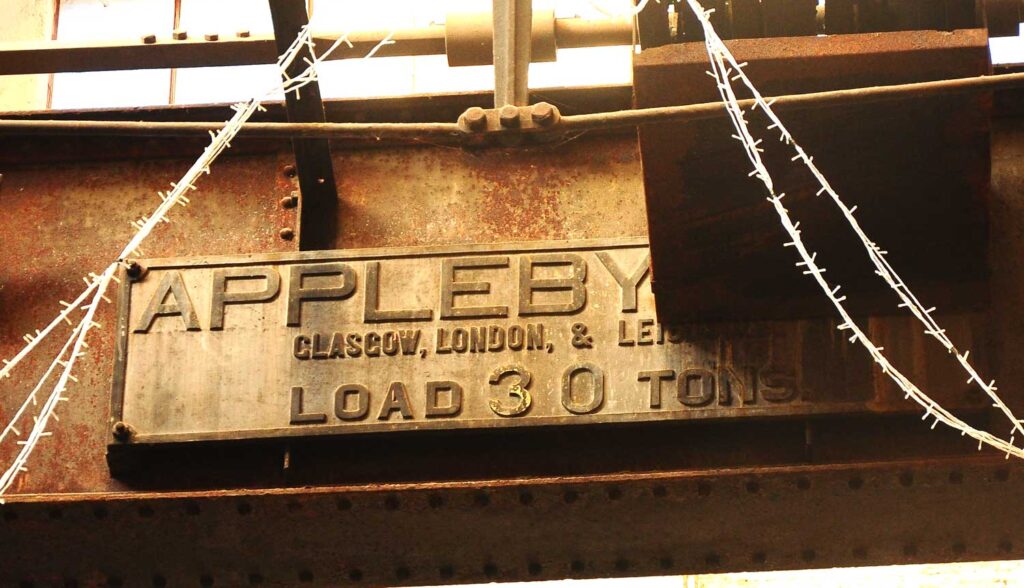 APPLEBY
GLASGOW, LONDON, &
LOAD 30 TONS.